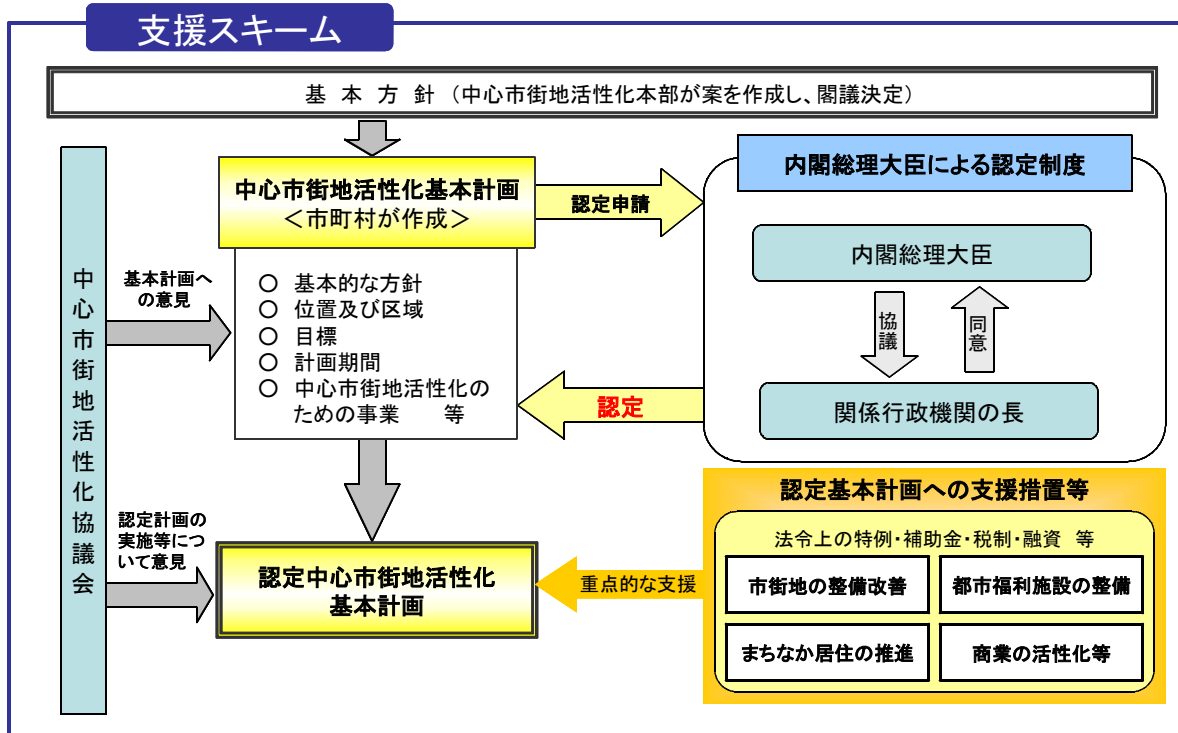 支援スキーム
基 本 方 針 (中心市街地活性化本部が案を作成し、閣議決定)
中心市街地活性化協議会
中心市街地活性化基本計画
＜市町村が作成＞
認定申請
内閣総理大臣による認定制度
内閣総理大臣
協議
同意
関係行政機関の長
基本計画へ
の意見
○ 基本的な方針
○ 位置及び区域
○ 目標
○ 計画期間
○ 中心市街地活性化の
ための事業 等
認定
認定計画の
実施等につ
いて意見
認定中心市街地活性化
基本計画
重点的な支援
認定基本計画への支援措置等
法令上の特例・補助金・税制・融資 等
市街地の整備改善
都市福利施設の整備
まちなか居住の推進
商業の活性化等